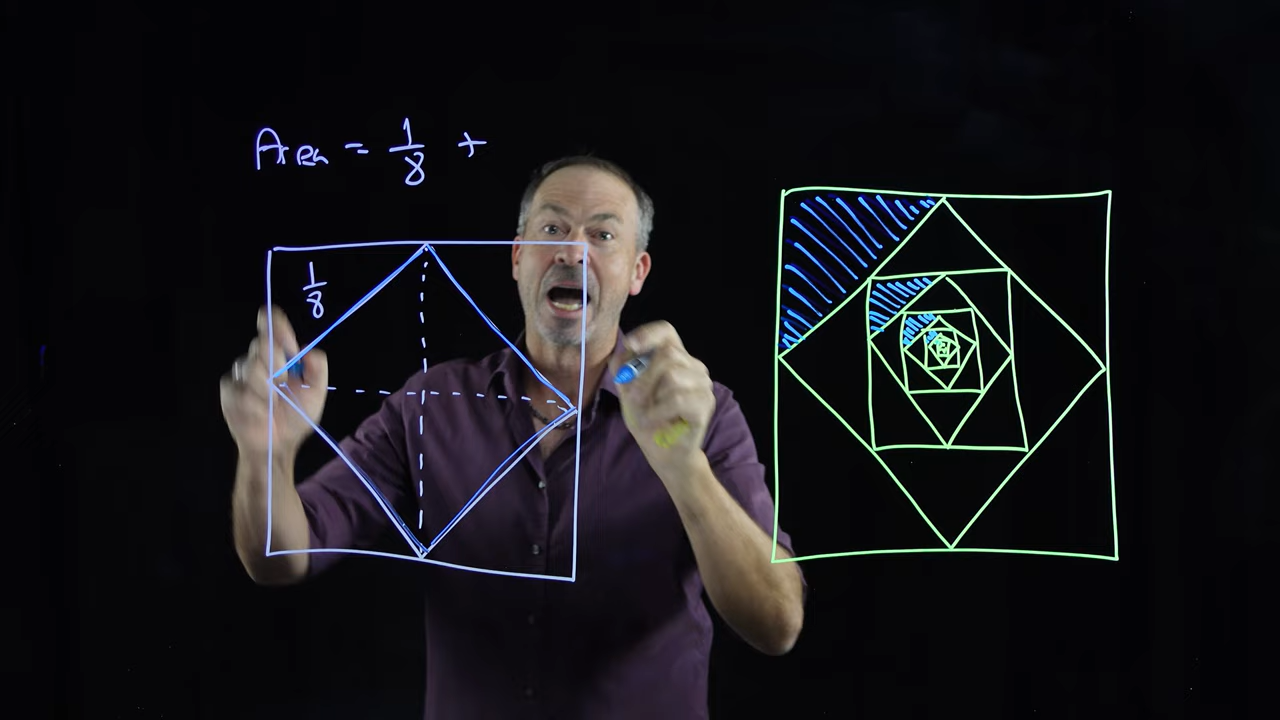 Area = 1/8 +
1/8